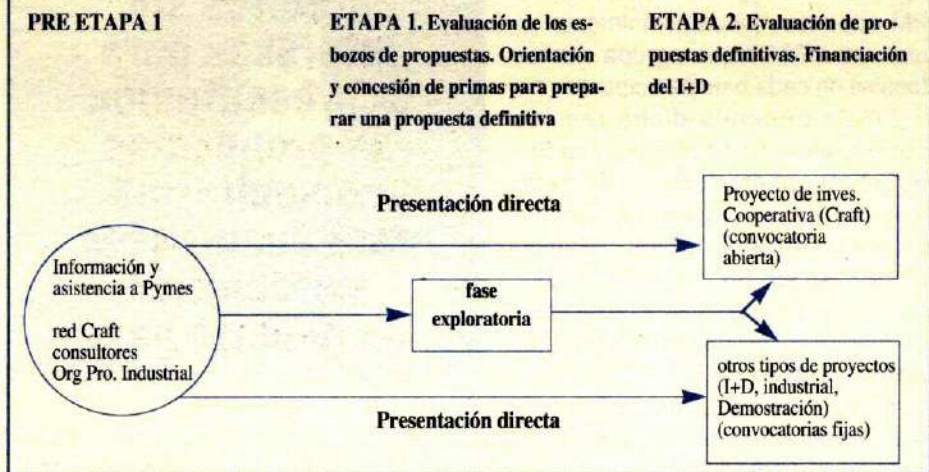 PRE ETAPA 1
ETAPA 1. Evaluación de los es-
bozos de propuestas. Orientación
y concesión de primas para prepa-
rar una propuesta definitiva
ETAPA 2. Evaluación de pro-
puestas definitivas. Financiación
del I+D
Presentación directa
Información y
asistencia a Pymes
red Craft
consultores
Org Pro. Industrial
fase
exploratoria
Proyecto de inves.
Cooperativa (Craft)
(convocatoria
abierta)
otros tipos de proyectos
(I+D, industrial,
Demostración)
(convocatorias fijas)
Presentación directa